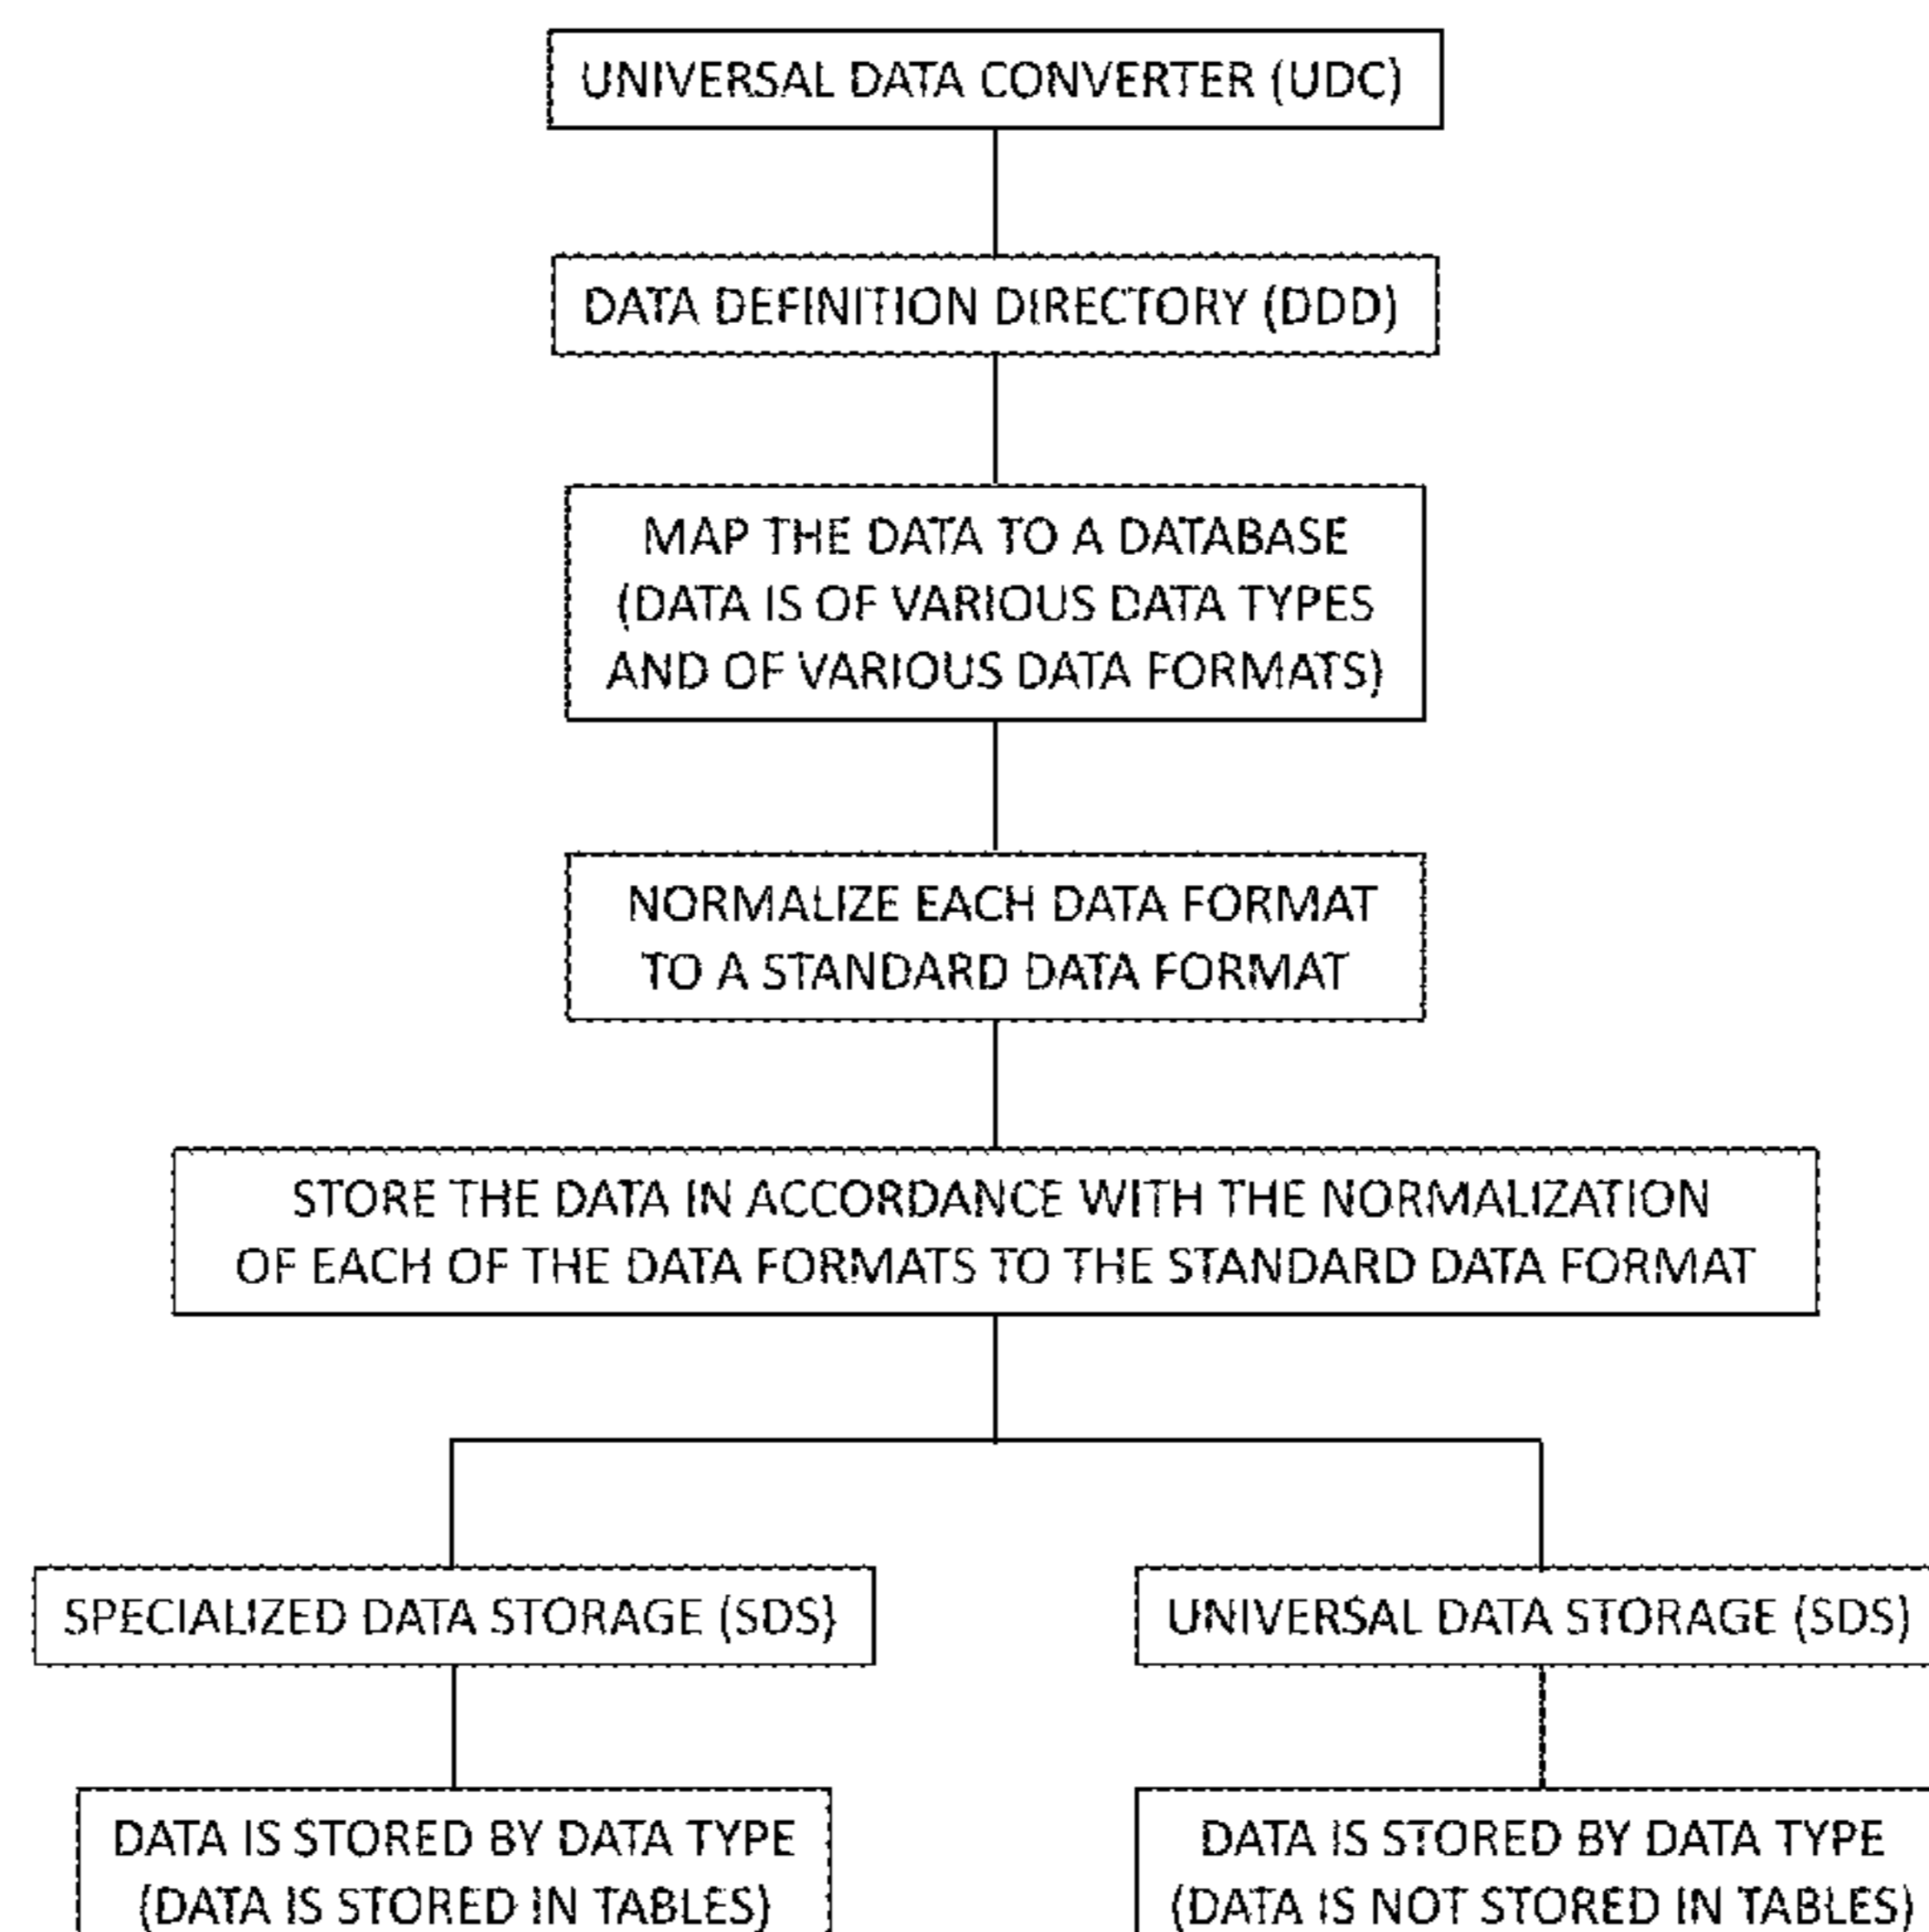 UNIVERSAL DATA CONVERTER (UDC)
DATA DEFINITION DIRECTORY (DDD)
MAP THE DATA TO A DATABASE
(DATA IS OF VARIOUS DATA TYPES
AND OF VARIOUS DATA FORMATS)
NORMALIZE EACH DATA FORMAT
TO A STANDARD DATA FORMAT
STORE THE DATA IN ACCORDANCE WITH THE NORMALIZATION
OF EACH OF THE DATA FORMATS TO THE STANDARD DATA FORMAT
SPECIALIZED DATA STORAGE (SDS)
UNIVERSAL DATA STORAGE (SDS)
DATA IS STORED BY DATA TYPE
(DATA IS STORED IN TABLES)
DATA IS STORED BY DATA TYPE
(DATA IS NOT STORED IN TABLES)